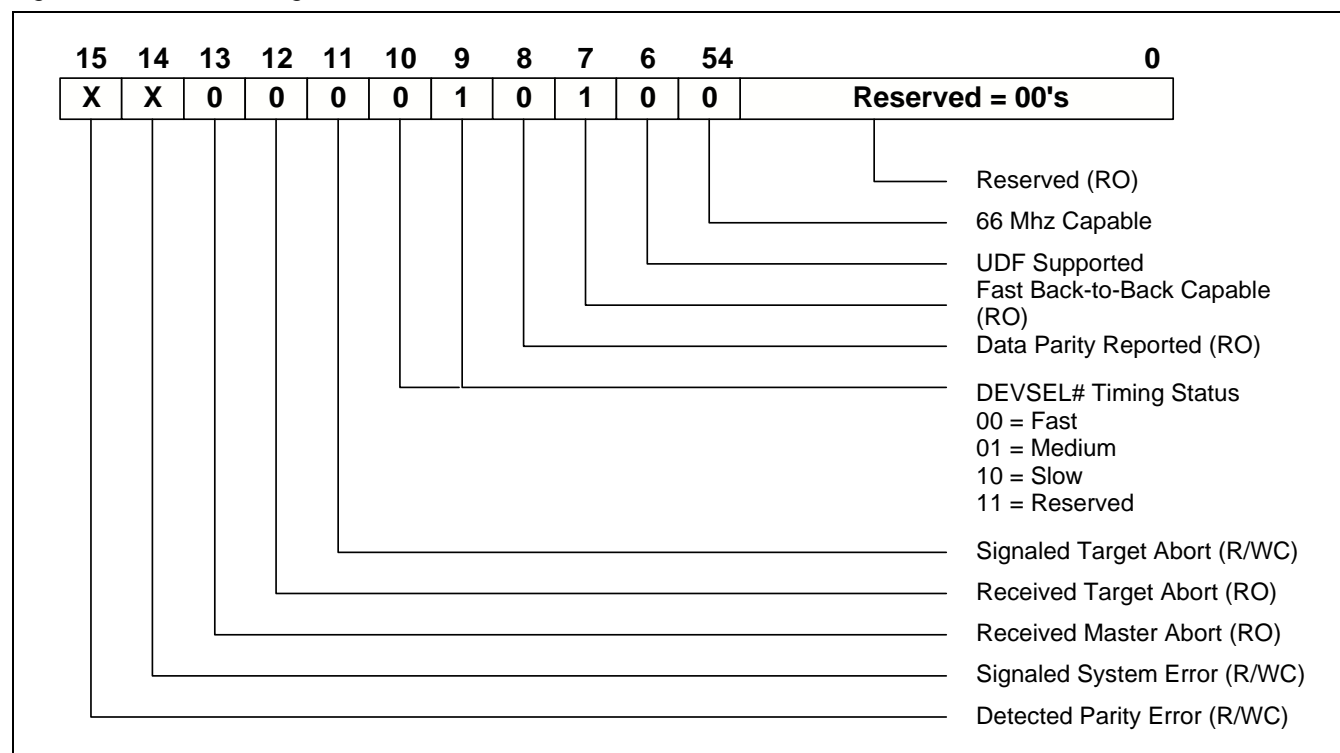 15 14 13 12 11 10 9 8 7 6 54 0
X X 0 0 0 0 1 0 1 0 0 Reserved = 00's
Reserved (RO)
66 Mhz Capable
UDF Supported
Fast Back-to-Back Capable
(RO)
Data Parity Reported (RO)
DEVSEL# Timing Status
00 = Fast
01 = Medium
10 = Slow
11 = Reserved
Signaled Target Abort (R/WC)
Received Target Abort (RO)
Received Master Abort (RO)
Signaled System Error (R/WC)
Detected Parity Error (R/WC)